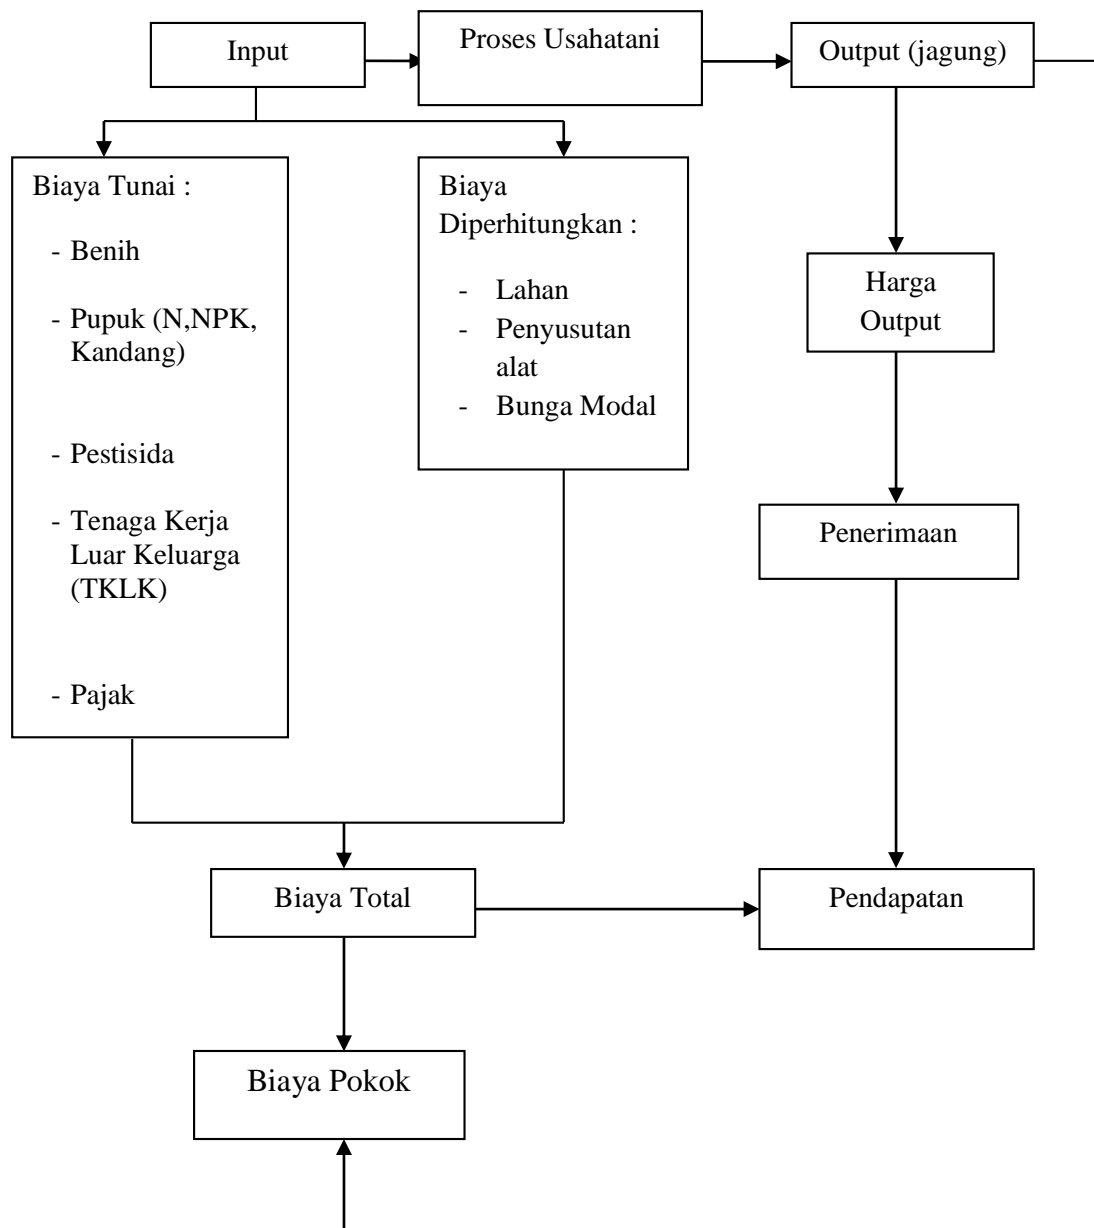 Input
Proses Usahatani
Output (jagung)
Biaya Tunai :
- Benih
- Pupuk (N,NPK,
Kandang)
- Pestisida
- Tenaga Kerja
Luar Keluarga
(TKLK)
- Pajak
Biaya
Diperhitungkan :
- Lahan
- Penyusutan
alat
- Bunga Modal
Harga
Output
Penerimaan
Biaya Total
Pendapatan
Biaya Pokok